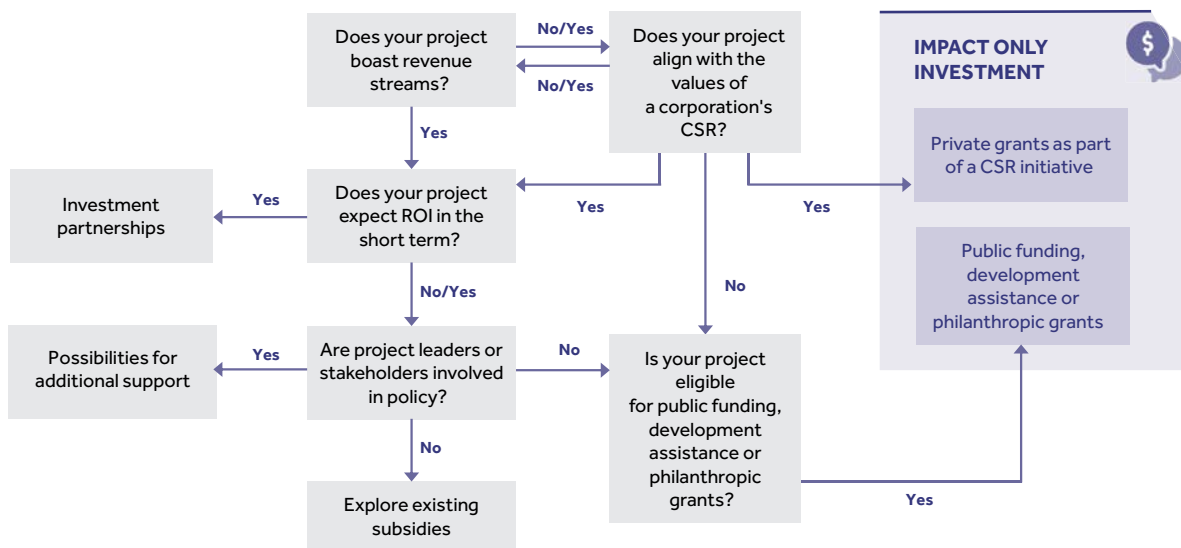 Does your project
boast revenue
streams?
No/Yes
No/Yes
Does your project
align with the
values of
a corporation's
CSR?
IMPACT ONLY
INVESTMENT
$
Private grants as part
of a CSR initiative
Yes
Yes
Yes
Investment
partnerships
Yes
Does your project
expect ROI in the
short term?
Public funding,
development
assistance or
philanthropic grants
No
No/Yes
Possibilities for
additional support
Yes
Are project leaders or
stakeholders involved
in policy?
No
Is your project
eligible
for public funding,
development
assistance or
philanthropic
grants?
No
Yes
Explore existing
subsidies